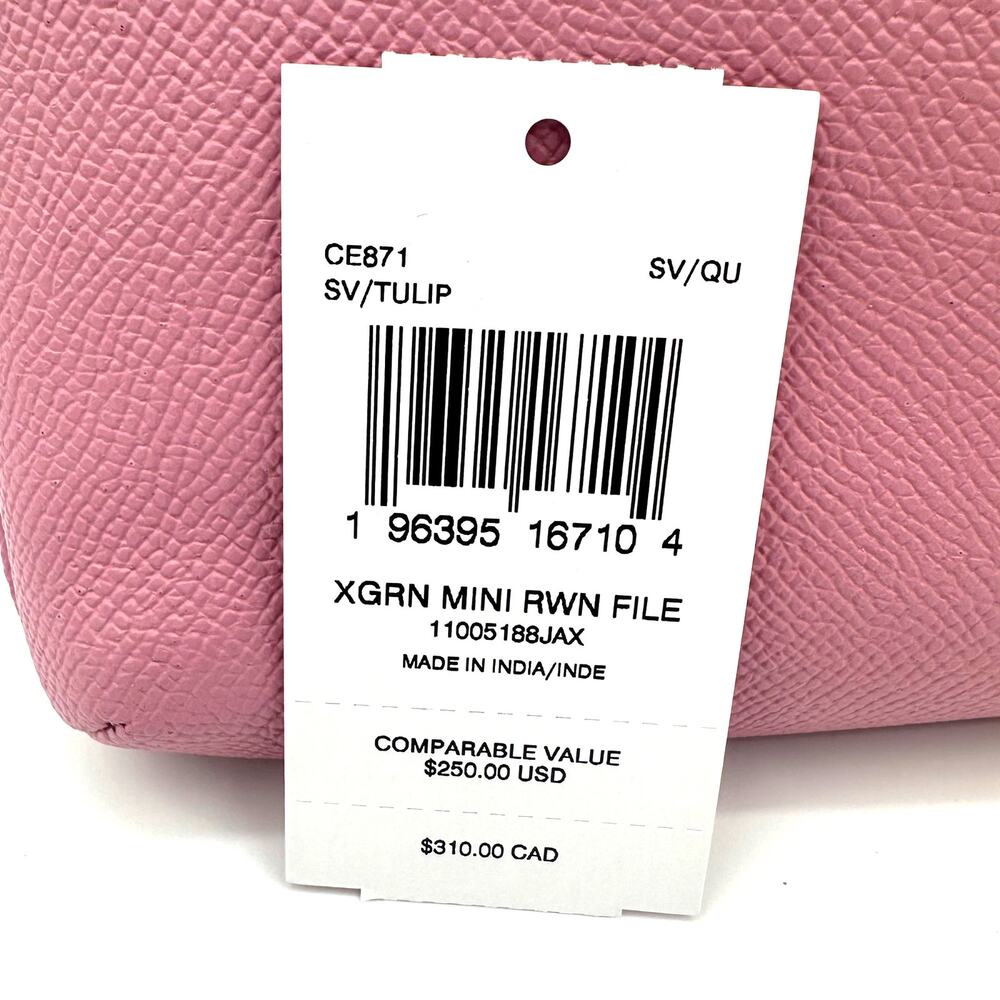 CE871 SV/QU
SV/TULIP
1 96395 16710 4
XGRN MINI RWN FILE
11005188JAX
MADE IN INDIA/INDE
COMPARABLE VALUE
$250.00 USD
$310.00 CAD